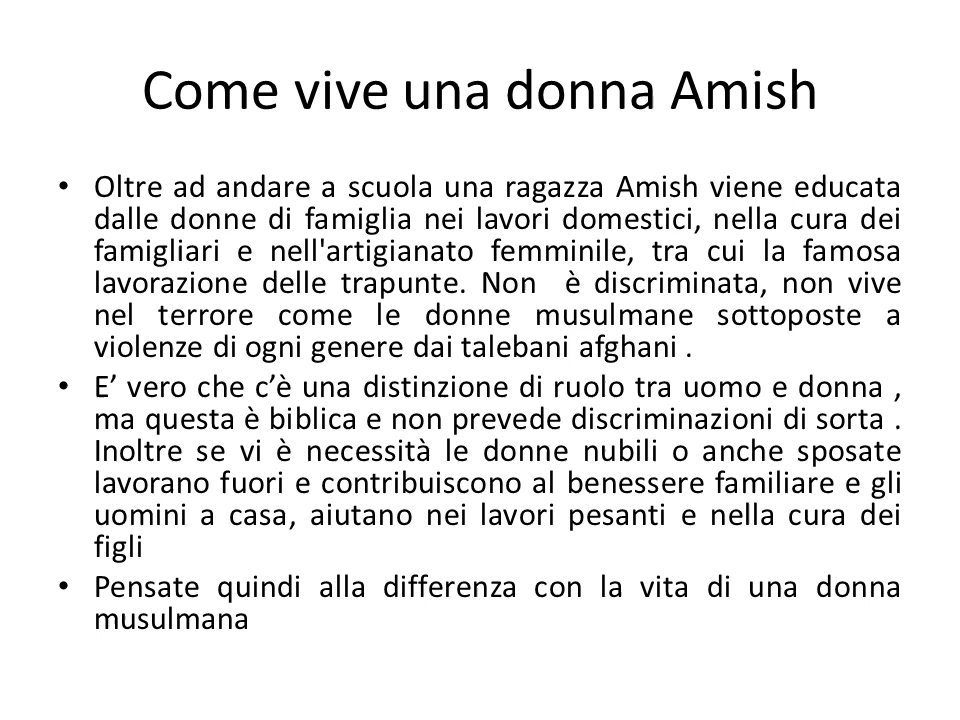 Come vive una donna Amish
• Oltre ad andare a scuola una ragazza Amish viene educata
dalle donne di famiglia nei lavori domestici, nella cura dei
famigliari e nell'artigianato femminile, tra cui la famosa
lavorazione delle trapunte. Non  è discriminata, non vive
nel terrore come le donne musulmane sottoposte a
violenze di ogni genere dai talebani afghani .
• E’ vero che c’è una distinzione di ruolo tra uomo e donna ,
ma questa è biblica e non prevede discriminazioni di sorta .
Inoltre se vi è necessità le donne nubili o anche sposate
lavorano fuori e contribuiscono al benessere familiare e gli
uomini a casa, aiutano nei lavori pesanti e nella cura dei
figli
• Pensate quindi alla differenza con la vita di una donna
musulmana